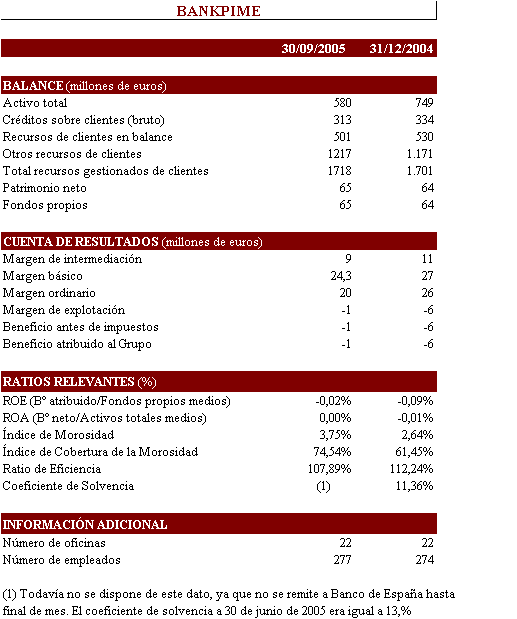 BANKPIME
30/09/2005 31/12/2004
BALANCE (millones de euros)
Activo total 580 749
Créditos sobre clientes (bruto) 313 334
Recursos de clientes en balance 501 530
Otros recursos de clientes 1217 1.171
Total recursos gestionados de clientes 1718 1.701
Patrimonio neto 65 64
Fondos propios 65 64
CUENTA DE RESULTADOS (millones de euros)
Margen de intermediación 9 11
Margen básico 24,3 27
Margen ordinario 20 26
Margen de explotación -1 -6
Beneficio antes de impuestos -1 -6
Beneficio atribuido al Grupo -1 -6
RATIOS RELEVANTES (%)
ROE (Bº atribuido/Fondos propios medios) -0,02% -0,09%
ROA (Bº neto/Activos totales medios) 0,00% -0,01%
Índice de Morosidad 3,75% 2,64%
Índice de Cobertura de la Morosidad 74,54% 61,45%
Ratio de Eficiencia 107,89% 112,24%
Coeficiente de Solvencia (1) 11,36%
INFORMACIÓN ADICIONAL
Número de oficinas 22 22
Número de empleados 277 274
(1) Todavía no se dispone de este dato, ya que no se remite a Banco de España hasta
final de mes. El coeficiente de solvencia a 30 de junio de 2005 era igual a 13,%